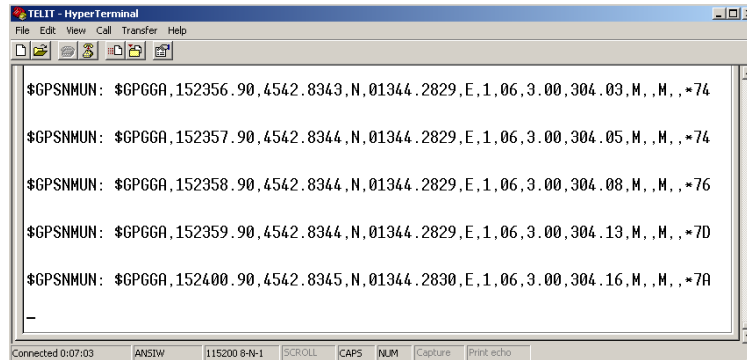 TELIT - HyperTerminal
File Edit View Call Transfer Help
$GPSNMUN: $GPGGA,152356.90,4542.8343,N,01344.2829,E,1,06,3.00,304.03,M,,M,,*74
$GPSNMUN: $GPGGA,152357.90,4542.8344,N,01344.2829,E,1,06,3.00,304.05,M,,M,,*74
$GPSNMUN: $GPGGA,152358.90,4542.8344,N,01344.2829,E,1,06,3.00,304.08,M,,M,,*76
$GPSNMUN: $GPGGA,152359.90,4542.8344,N,01344.2829,E,1,06,3.00,304.13,M,,M,,*7D
$GPSNMUN: $GPGGA,152400.90,4542.8345,N,01344.2830,E,1,06,3.00,304.16,M,,M,,*7A
_
Connected 0:07:03 ANSIW 115200 8-N-1 SCROLL CAPS NUM Capture Print echo